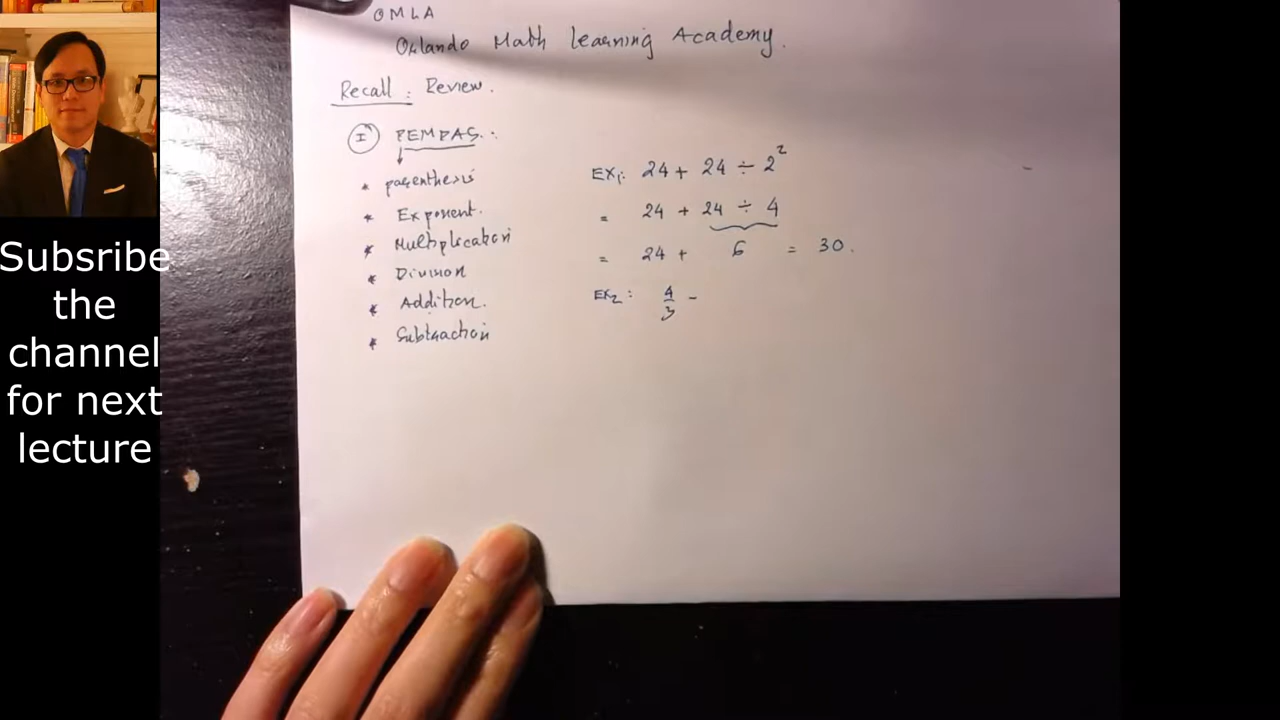 OMLA
Orlando Math Learning Academy.
Recall : Review.
I PEMDAS :
* parenthesis
* Exponent.
* Multiplication
* Division
* Addition.
* Subtraction
EX1: 24 + 24 ÷ 2²
= 24 + 24 ÷ 4
= 24 + 6 = 30.
EX2: 4/3 -
Subsribe
the
channel
for next
lecture